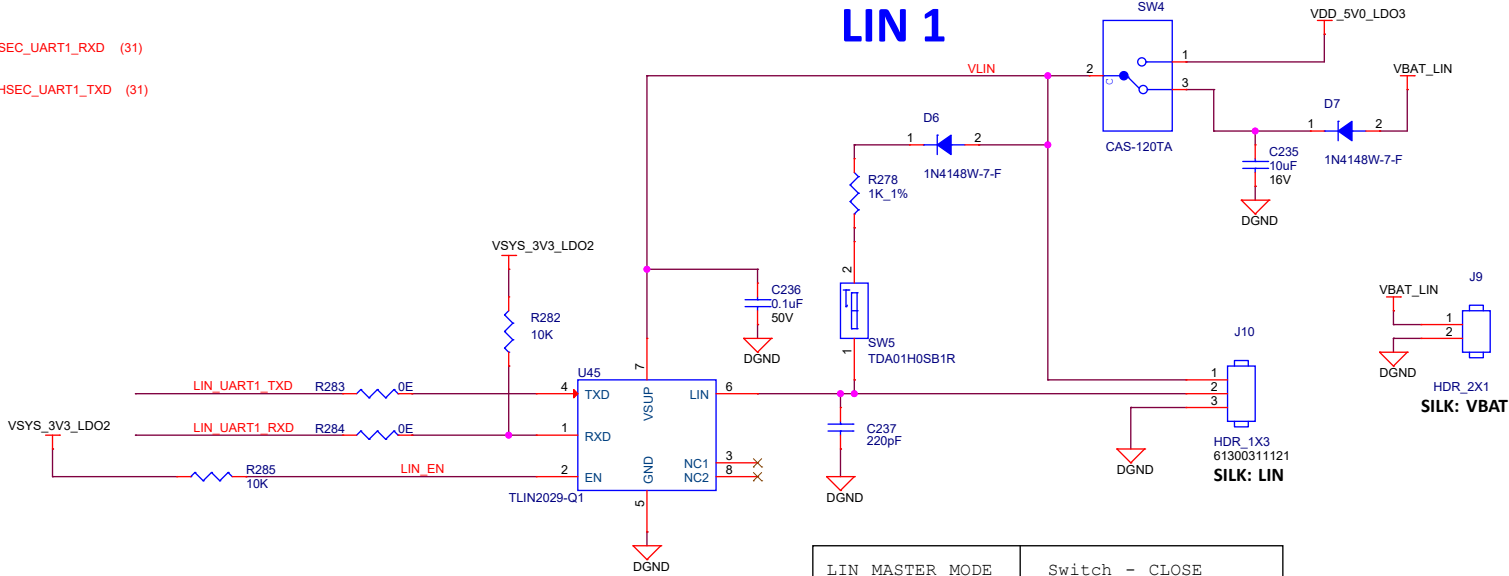 LIN 1
SEC_UART1_RXD (31)
HSEC_UART1_TXD (31)
SW4
VDD_5V0_LDO3
VLIN
2
C
1
3
CAS-120TA
VBAT_LIN
D7
1
2
1N4148W-7-F
C235
10uF
16V
DGND
D6
1
2
1N4148W-7-F
R278
1K_1%
2
SW5
1
TDA01H0SB1R
VSYS_3V3_LDO2
R282
10K
C236
0.1uF
50V
DGND
LIN_UART1_TXD
R283
0E
LIN_UART1_RXD
R284
0E
VSYS_3V3_LDO2
R285
10K
LIN_EN
U45
4
TXD
1
RXD
2
EN
7
VSUP
GND
5
LIN
6
NC1
3
NC2
8
TLIN2029-Q1
DGND
C237
220pF
DGND
J10
1
2
3
HDR_1X3
61300311121
SILK: LIN
DGND
J9
VBAT_LIN
1
2
DGND
HDR_2X1
SILK: VBAT
LIN MASTER MODE
Switch - CLOSE